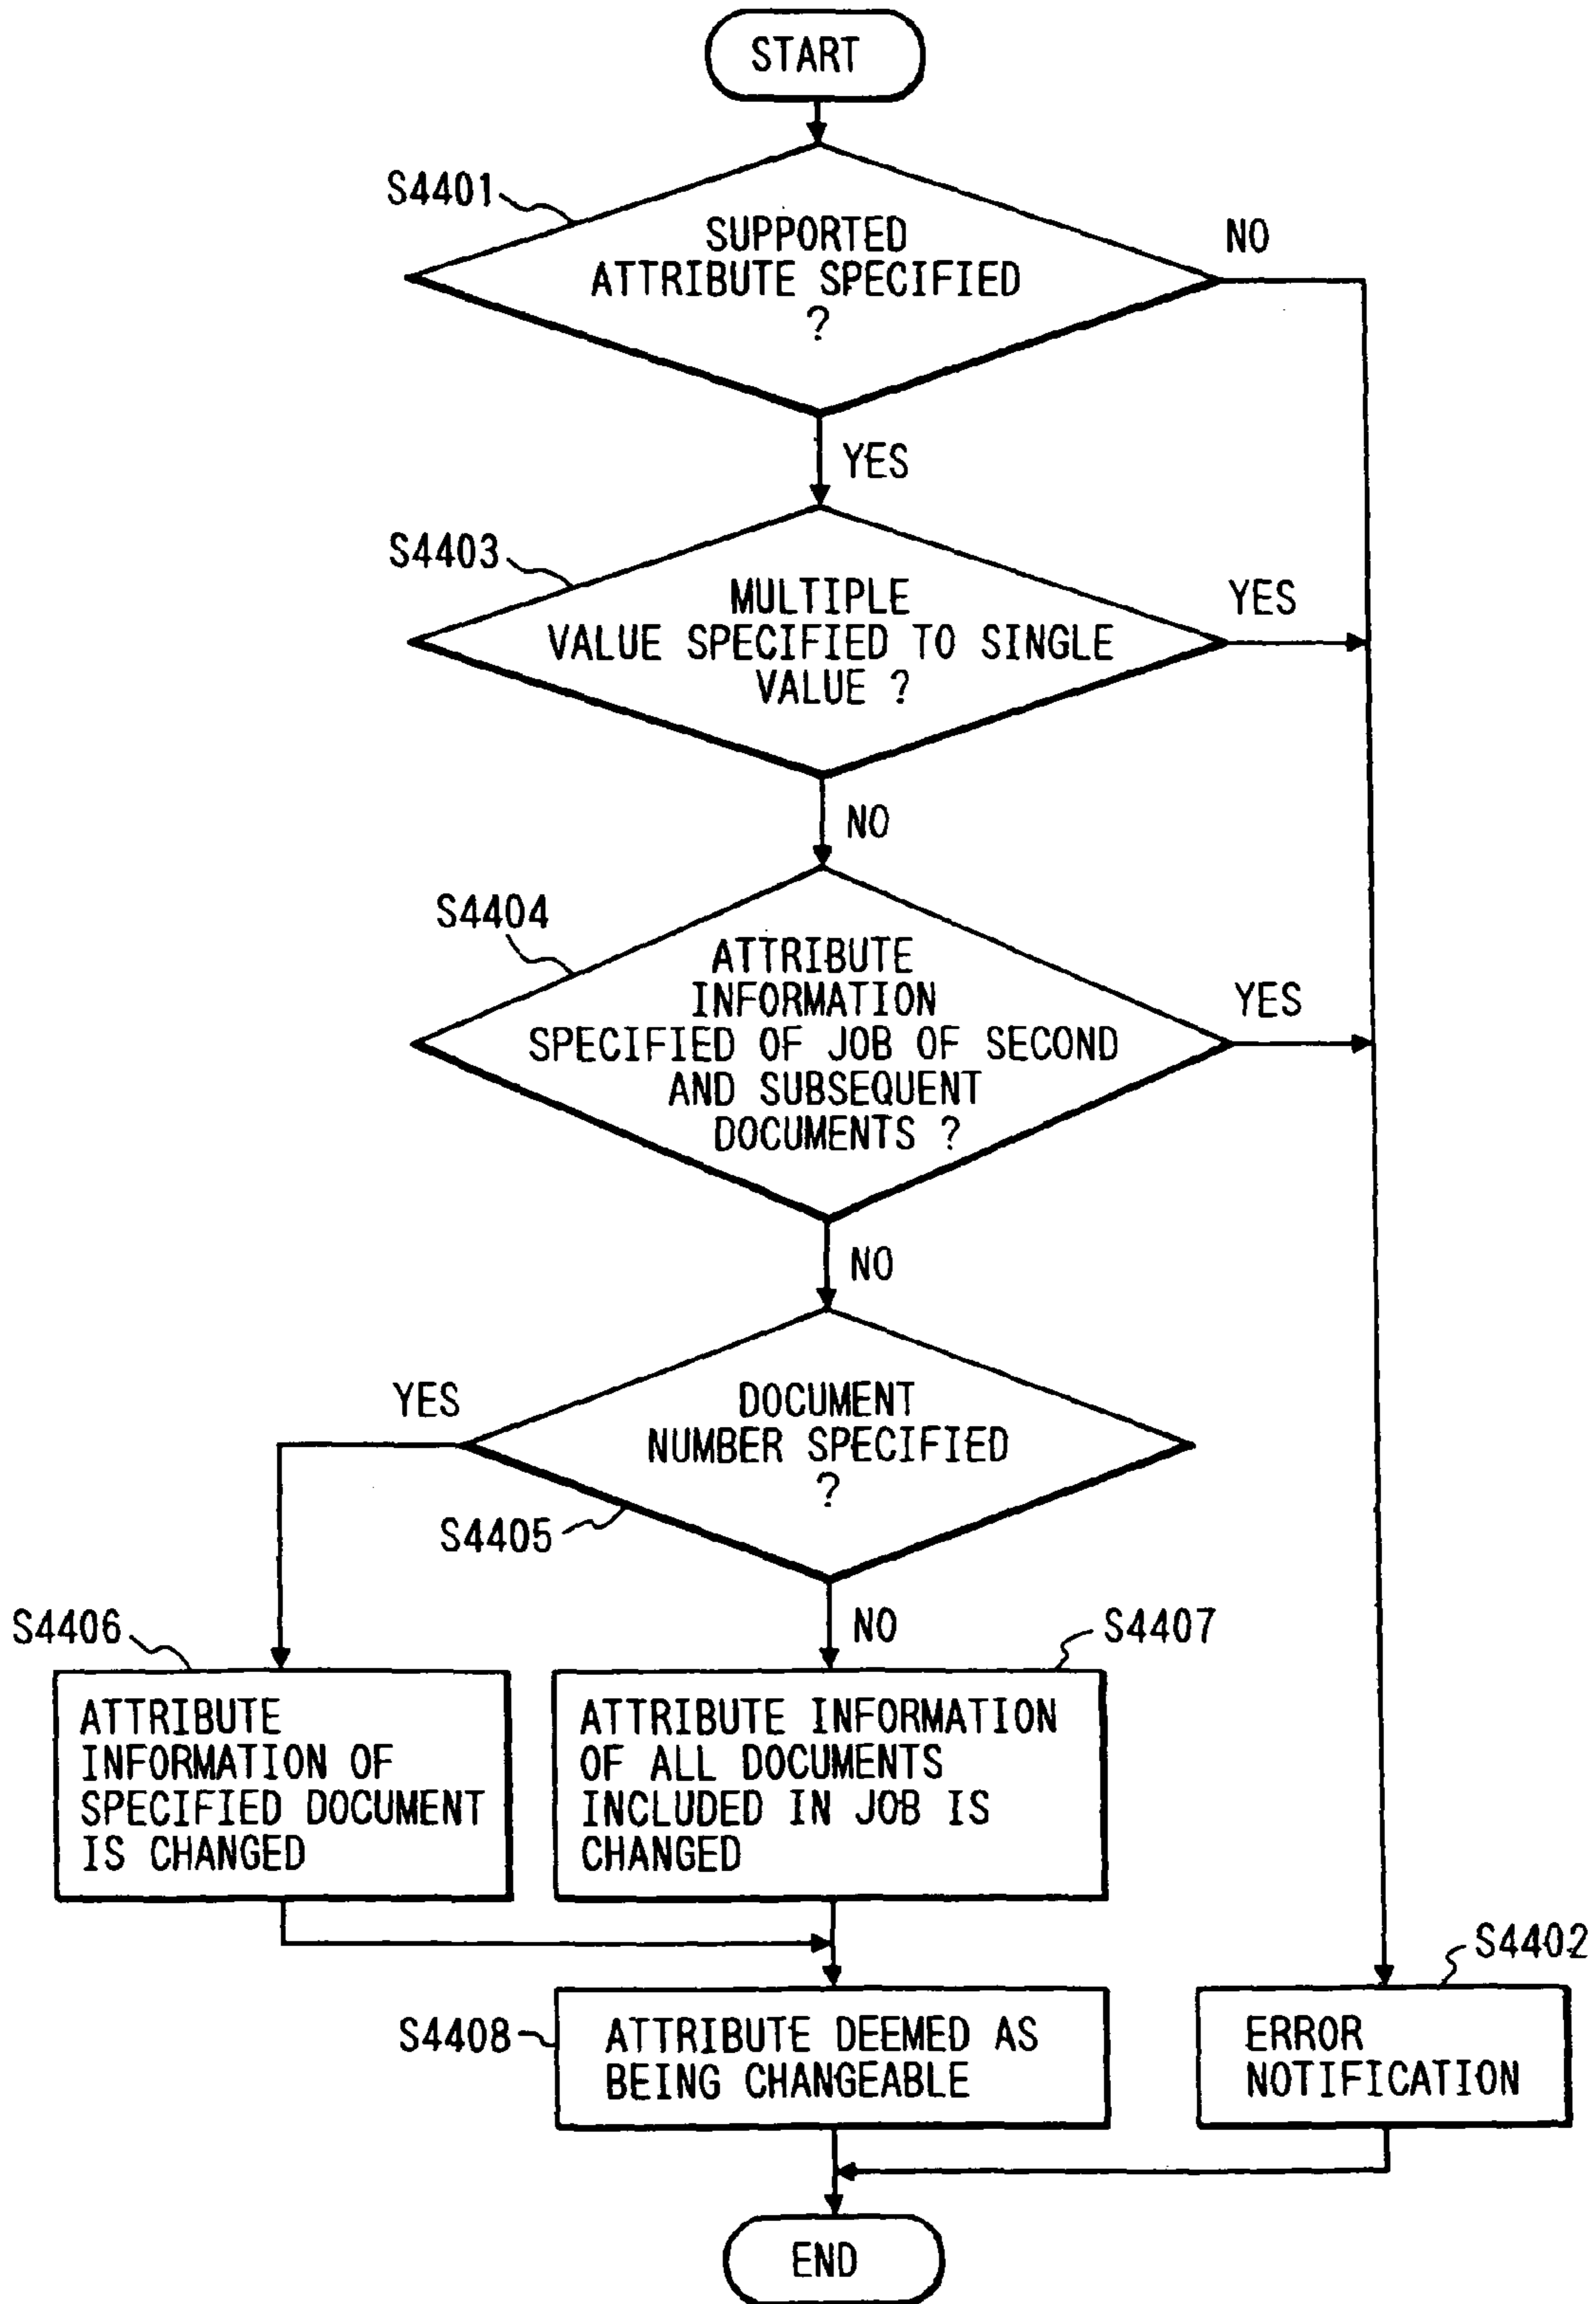 START
S4401
SUPPORTED
ATTRIBUTE SPECIFIED
?
NO
YES
S4403
MULTIPLE
VALUE SPECIFIED TO SINGLE
VALUE ?
YES
NO
S4404
ATTRIBUTE
INFORMATION
SPECIFIED OF JOB OF SECOND
AND SUBSEQUENT
DOCUMENTS ?
YES
NO
DOCUMENT
NUMBER SPECIFIED
?
YES
S4405
NO
S4406
ATTRIBUTE
INFORMATION OF
SPECIFIED DOCUMENT
IS CHANGED
S4407
ATTRIBUTE INFORMATION
OF ALL DOCUMENTS
INCLUDED IN JOB IS
CHANGED
S4408
ATTRIBUTE DEEMED AS
BEING CHANGEABLE
S4402
ERROR
NOTIFICATION
END